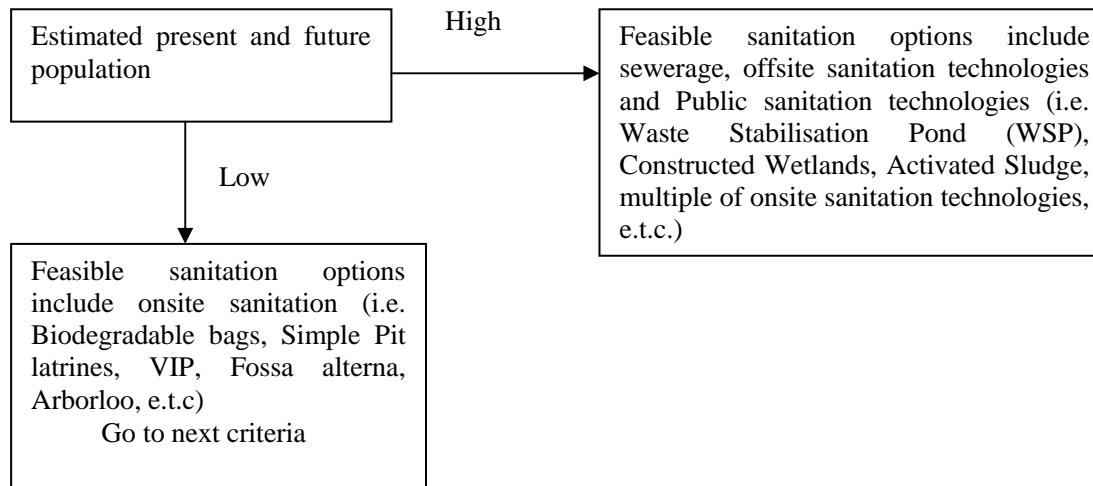 Estimated present and future
population
High
Feasible sanitation options include
sewerage, offsite sanitation technologies
and Public sanitation technologies (i.e.
Waste Stabilisation Pond (WSP),
Constructed Wetlands, Activated Sludge,
multiple of onsite sanitation technologies,
e.t.c.)
Low
Feasible sanitation options
include onsite sanitation (i.e.
Biodegradable bags, Simple Pit
latrines, VIP, Fossa alterna,
Arborloo, e.t.c)
Go to next criteria